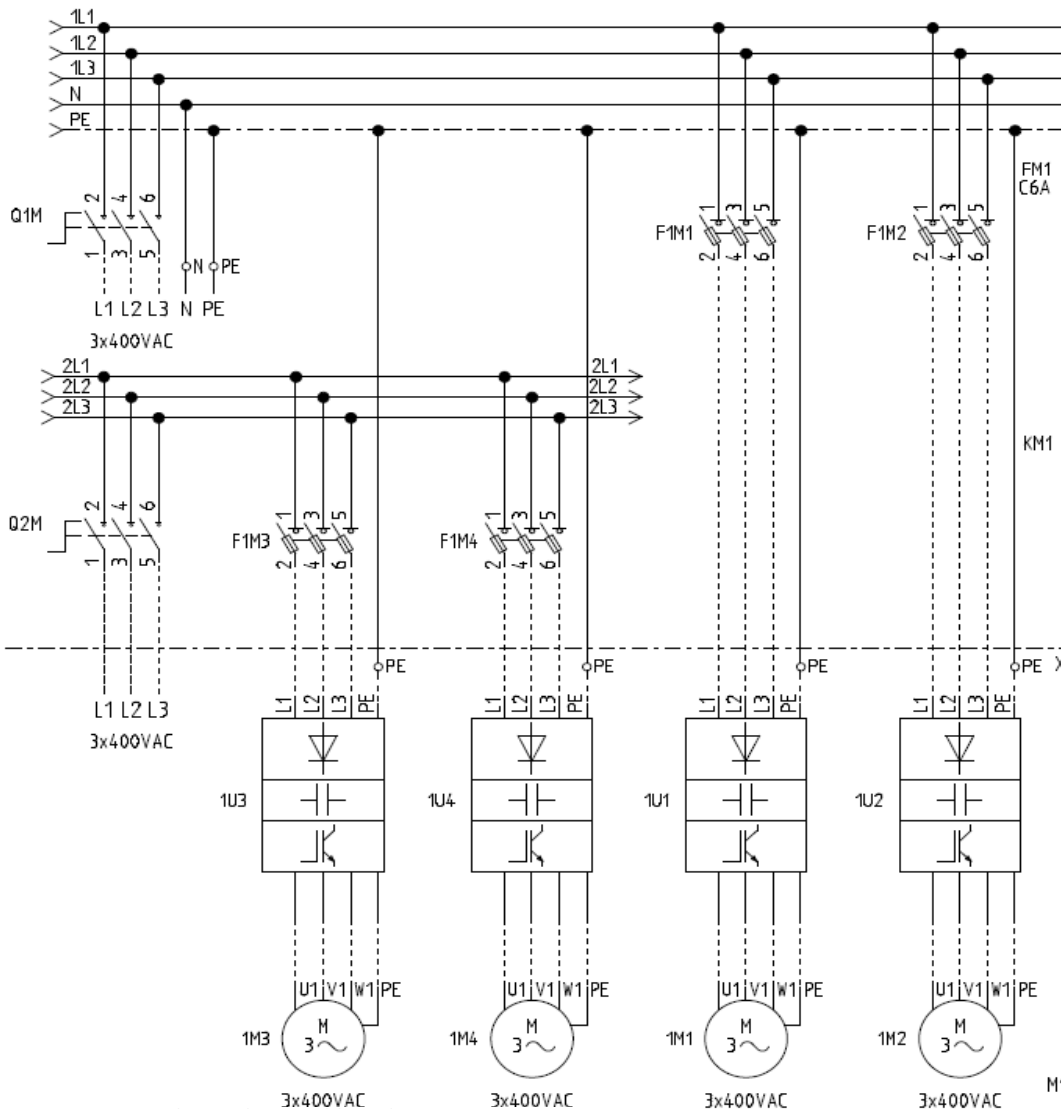 1L1
1L2
1L3
N
PE
FM1
C6A
Q1M
2 4 6
1 3 5
N PE
L1 L2 L3 N PE
3x400VAC
F1M1
1 3 5
2 4 6
F1M2
1 3 5
2 4 6
2L1 2L1
2L2 2L2
2L3 2L3
KM1
Q2M
2 4 6
1 3 5
F1M3
1 3 5
2 4 6
F1M4
1 3 5
2 4 6
PE PE PE PE
L1 L2 L3
3x400VAC
L1 L2 L3 PE L1 L2 L3 PE L1 L2 L3 PE L1 L2 L3 PE
1U3 1U4 1U1 1U2
U1 V1 W1 PE U1 V1 W1 PE U1 V1 W1 PE U1 V1 W1 PE
1M3 M 1M4 M 1M1 M 1M2 M
3 3 3 3
3x400VAC 3x400VAC 3x400VAC 3x400VAC